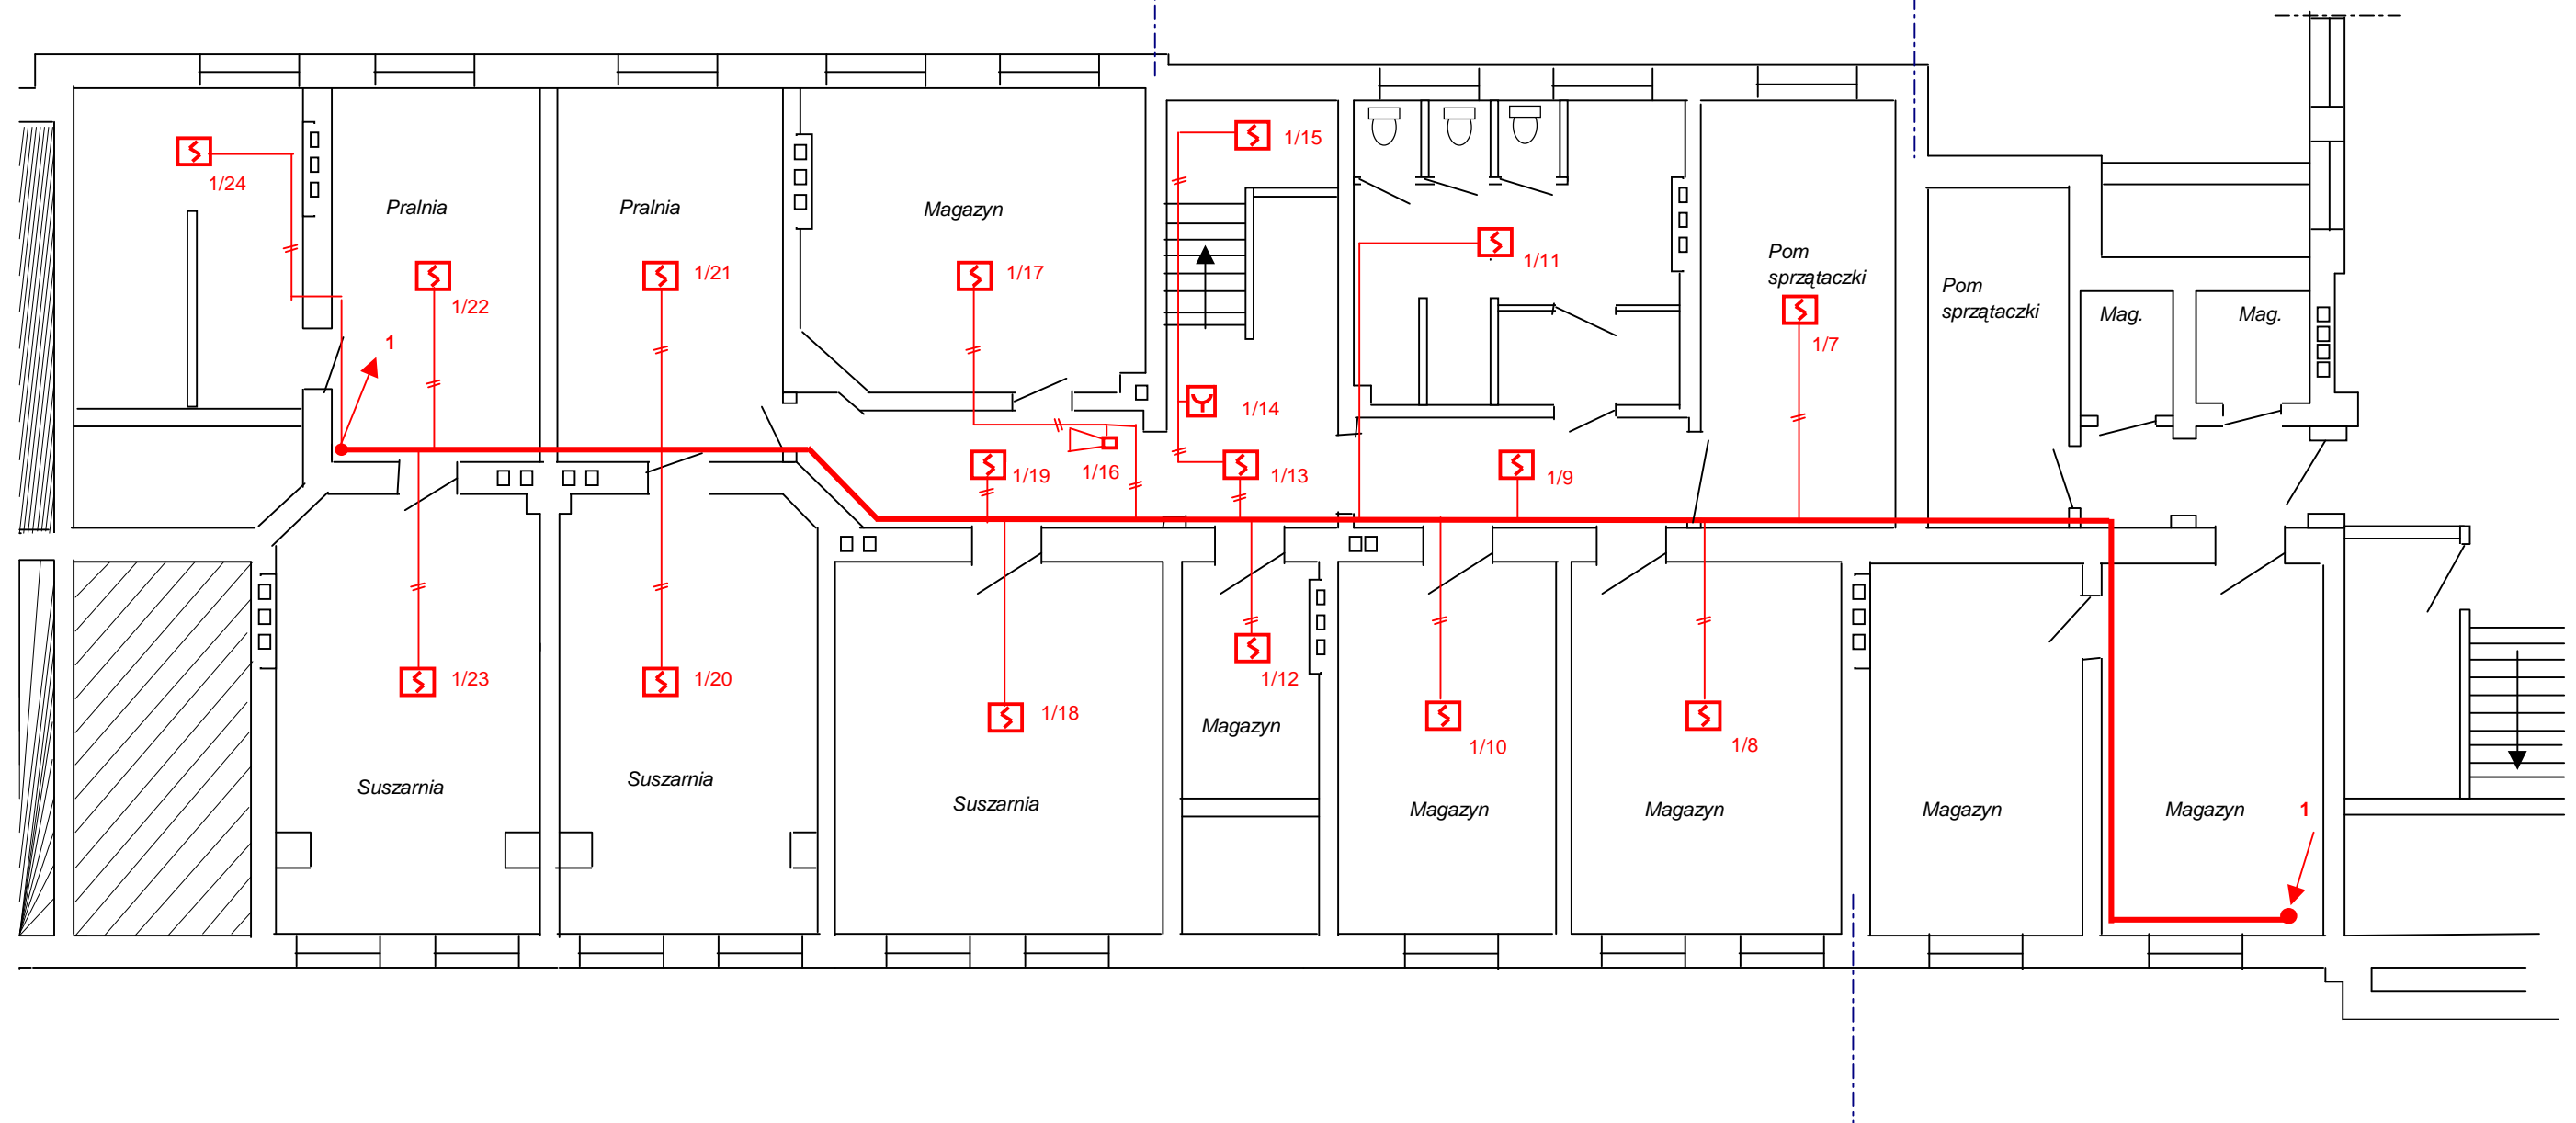 1/15
1/24
Pralnia
Pralnia
Magazyn
1/11
Pom
sprzątaczki
1/22
1/21
1/17
Pom
sprzątaczki
Mag.
Mag.
1
1/7
1/14
1/19
1/16
1/13
1/9
1/23
1/20
1/12
1/18
Magazyn
1/10
1/8
Suszarnia
Suszarnia
Suszarnia
Magazyn
Magazyn
Magazyn
Magazyn
1